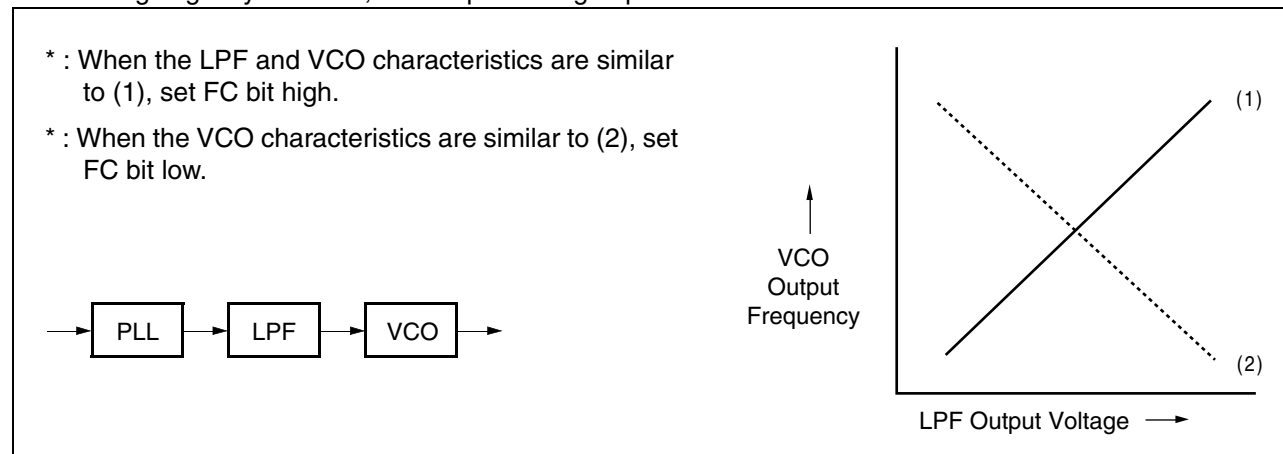 * : When the LPF and VCO characteristics are similar
to (1), set FC bit high.
* : When the VCO characteristics are similar to (2), set
FC bit low.
PLL
LPF
VCO
VCO
Output
Frequency
(1)
(2)
LPF Output Voltage